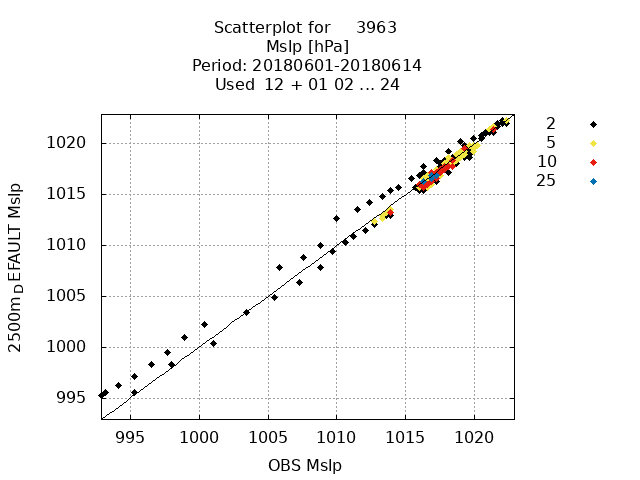 Scatterplot for 3963
Mslp [hPa]
Period: 20180601-20180614
Used 12 + 01 02 ... 24
2
5
10
25
1020
1015
1010
1005
1000
995
2500m_DEFAULT Mslp
995 1000 1005 1010 1015 1020
OBS Mslp